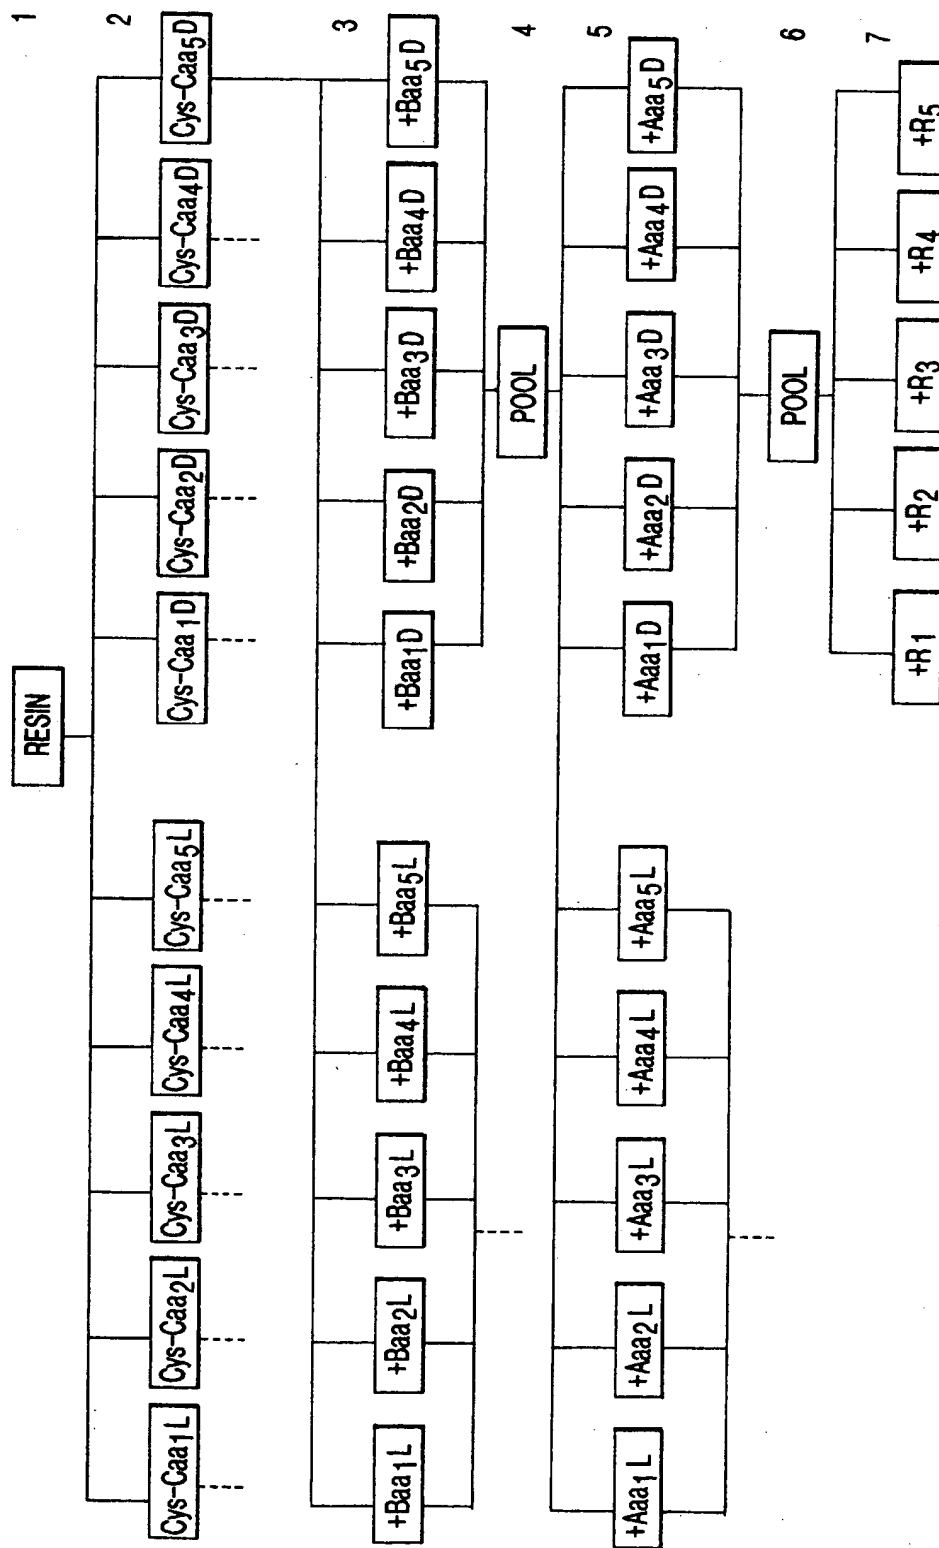 RESIN 1
Cys-Caa1L Cys-Caa2L Cys-Caa3L Cys-Caa4L Cys-Caa5L Cys-Caa1D Cys-Caa2D Cys-Caa3D Cys-Caa4D Cys-Caa5D 2
+Baa1L +Baa2L +Baa3L +Baa4L +Baa5L +Baa1D +Baa2D +Baa3D +Baa4D +Baa5D 3
POOL 4
+Aaa1L +Aaa2L +Aaa3L +Aaa4L +Aaa5L +Aaa1D +Aaa2D +Aaa3D +Aaa4D +Aaa5D 5
POOL 6
+R1 +R2 +R3 +R4 +R5 7